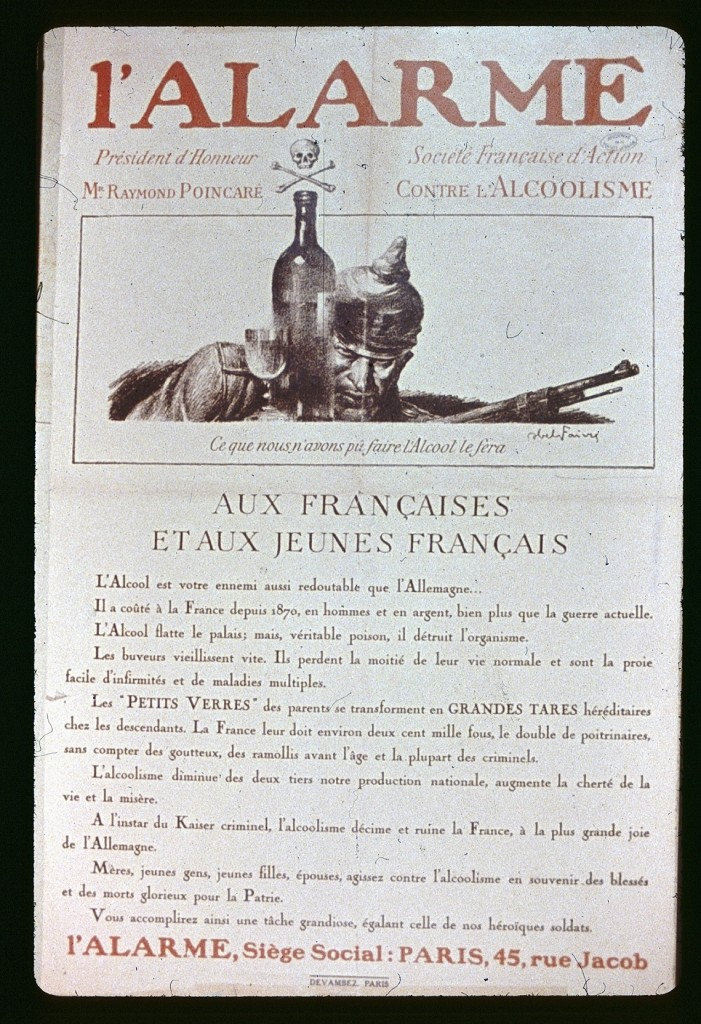 l'ALARME
Président d'Honneur
Mr. RAYMOND POINCARÉ
Société Française d'Action
CONTRE L'ALCOOLISME
Ce que nous n'avons pû faire l'Alcool le fera
abel Faivre
AUX FRANÇAISES
ET AUX JEUNES FRANÇAIS
L'Alcool est votre ennemi aussi redoutable que l'Allemagne...
Il a coûté à la France depuis 1870, en hommes et en argent, bien plus que la guerre actuelle.
L'Alcool flatte le palais; mais, véritable poison, il détruit l'organisme.
Les buveurs vieillissent vite. Ils perdent la moitié de leur vie normale et sont la proie
facile d'infirmités et de maladies multiples.
Les "PETITS VERRES" des parents se transforment en GRANDES TARES héréditaires
chez les descendants. La France leur doit environ deux cent mille fous, le double de poitrinaires,
sans compter des goutteux, des ramollis avant l'âge et la plupart des criminels.
L'alcoolisme diminue des deux tiers notre production nationale, augmente la cherté de la
vie et la misère.
A l'instar du Kaiser criminel, l'alcoolisme décime et ruine la France, à la plus grande joie
de l'Allemagne.
Mères, jeunes gens, jeunes filles, épouses, agissez contre l'alcoolisme en souvenir des blessés
et des morts glorieux pour la Patrie.
Vous accomplirez ainsi une tâche grandiose, égalant celle de nos héroïques soldats.
l'ALARME, Siège Social : PARIS, 45, rue Jacob
DEVAMBEZ. PARIS